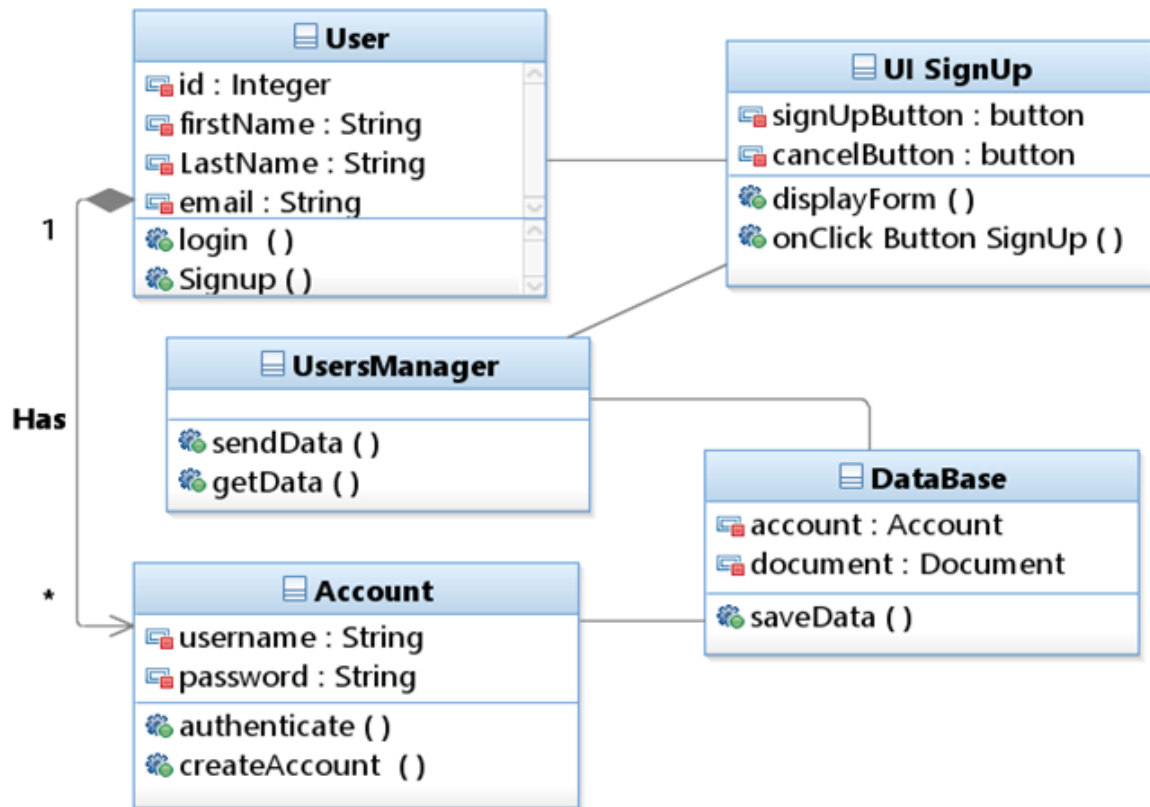 User
id : Integer
firstName : String
LastName : String
email : String
login ( )
Signup ( )
UI SignUp
signUpButton : button
cancelButton : button
displayForm ( )
onClick Button SignUp ( )
1
Has
*
UsersManager
sendData ( )
getData ( )
DataBase
account : Account
document : Document
saveData ( )
Account
username : String
password : String
authenticate ( )
createAccount ( )